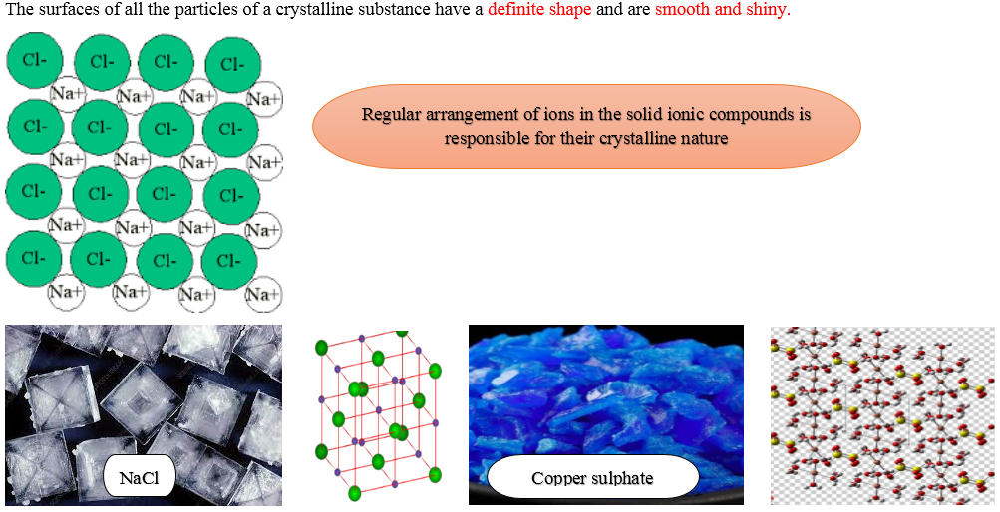 The surfaces of all the particles of a crystalline substance have a definite shape and are smooth and shiny.
Cl- Cl- Cl- Cl-
Na+ Na+ Na+ Na+
Cl- Cl- Cl- Cl-
Na+ Na+ Na+ Na+
Cl- Cl- Cl- Cl-
Na+ Na+ Na+ Na+
Cl- Cl- Cl- Cl-
Na+ Na+ Na+ Na+
Regular arrangement of ions in the solid ionic compounds is
responsible for their crystalline nature
NaCl
Copper sulphate